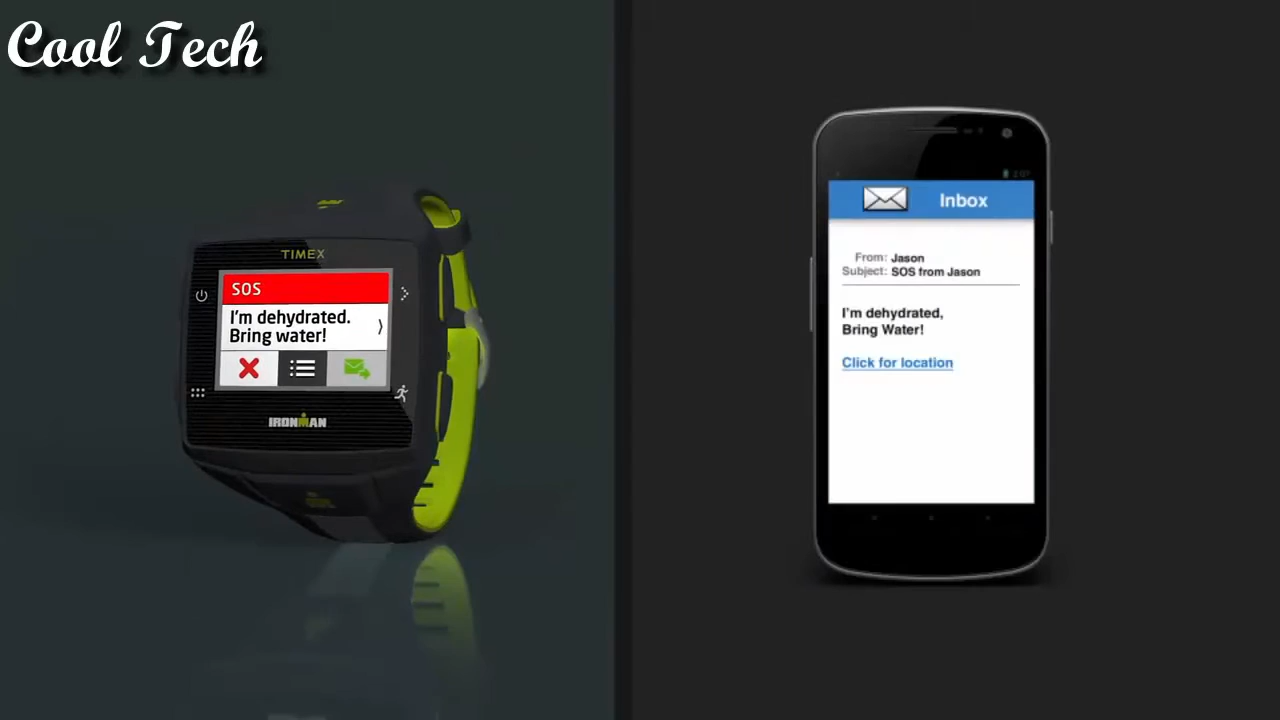 Cool Tech
TIMEX
SOS
I'm dehydrated.
Bring water!
IRONMAN
Inbox
From: Jason
Subject: SOS from Jason
I'm dehydrated,
Bring Water!
Click for location